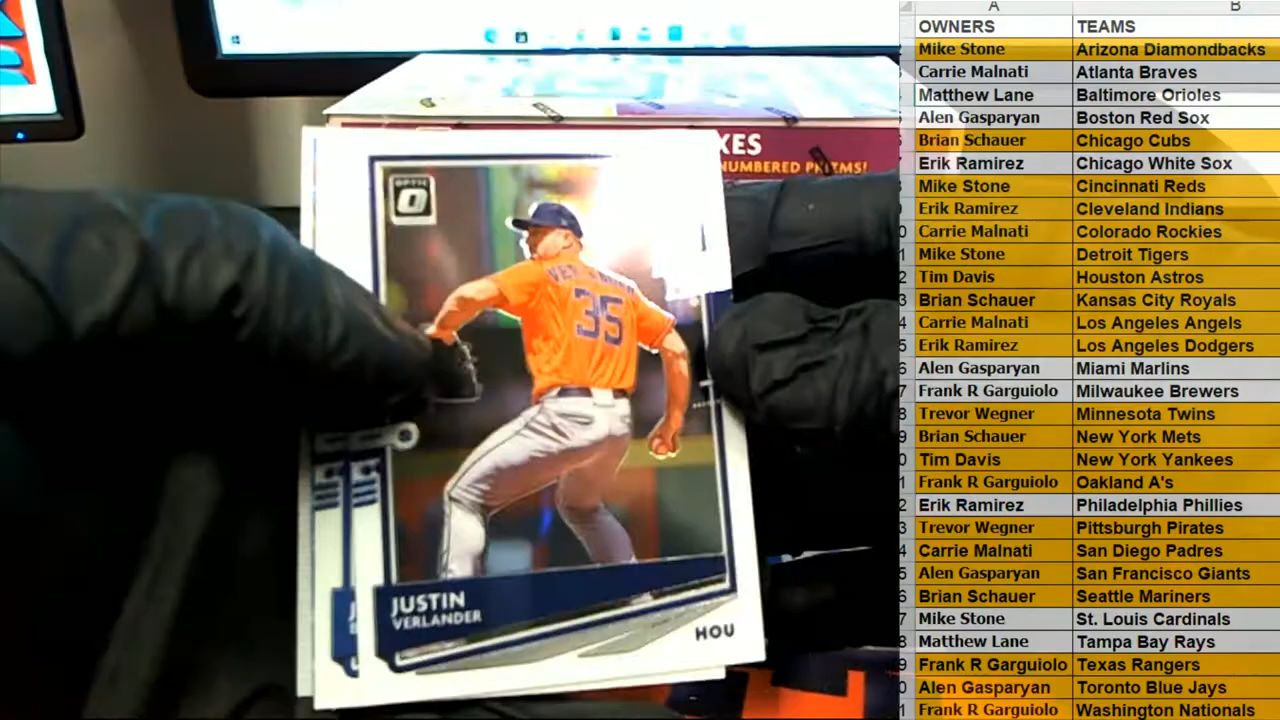 XES
NUMBERED PRIZMS!
OPTIC
O
35
JUSTIN
VERLANDER
HOU
A B
OWNERS TEAMS
Mike Stone Arizona Diamondbacks
Carrie Malnati Atlanta Braves
Matthew Lane Baltimore Orioles
Alen Gasparyan Boston Red Sox
Brian Schauer Chicago Cubs
Erik Ramirez Chicago White Sox
Mike Stone Cincinnati Reds
Erik Ramirez Cleveland Indians
Carrie Malnati Colorado Rockies
Mike Stone Detroit Tigers
Tim Davis Houston Astros
Brian Schauer Kansas City Royals
Carrie Malnati Los Angeles Angels
Erik Ramirez Los Angeles Dodgers
Alen Gasparyan Miami Marlins
Frank R Garguiolo Milwaukee Brewers
Trevor Wegner Minnesota Twins
Brian Schauer New York Mets
Tim Davis New York Yankees
Frank R Garguiolo Oakland A's
Erik Ramirez Philadelphia Phillies
Trevor Wegner Pittsburgh Pirates
Carrie Malnati San Diego Padres
Alen Gasparyan San Francisco Giants
Brian Schauer Seattle Mariners
Mike Stone St. Louis Cardinals
Matthew Lane Tampa Bay Rays
Frank R Garguiolo Texas Rangers
Alen Gasparyan Toronto Blue Jays
Frank R Garguiolo Washington Nationals